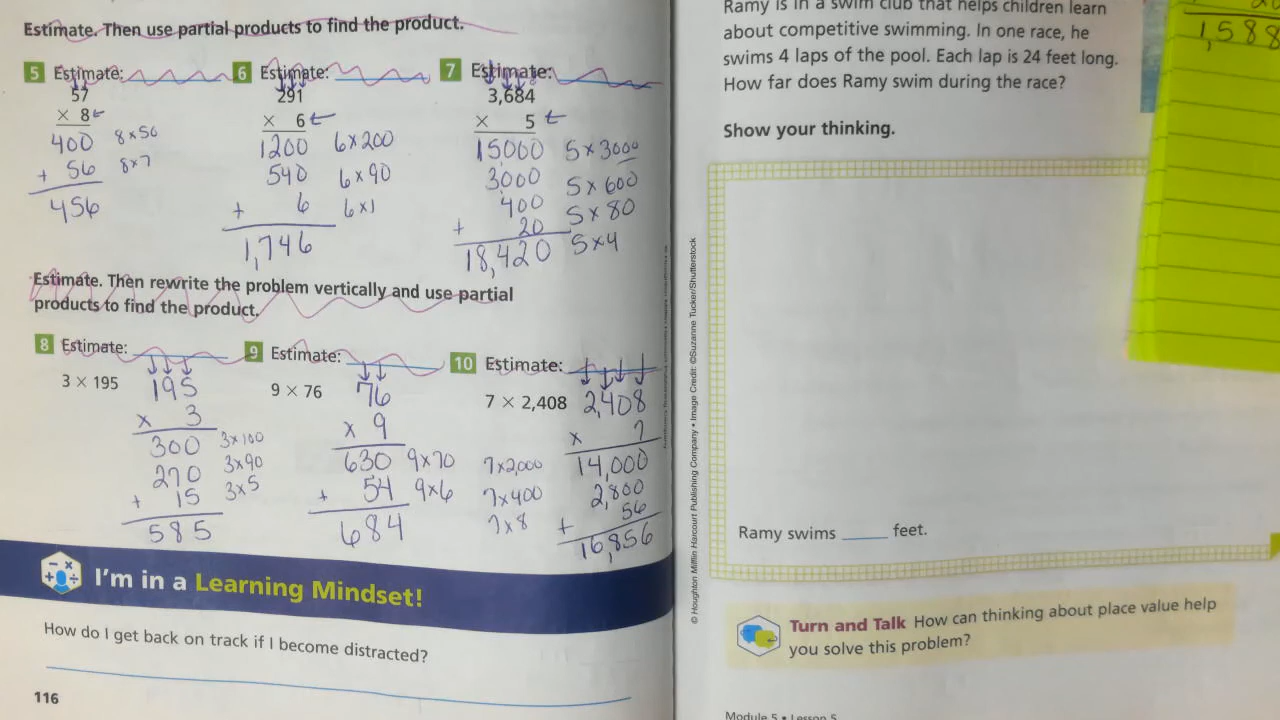 Estimate. Then use partial products to find the product.
5 Estimate:
57
× 8
400 8×50
+ 56 8×7
456
6 Estimate:
291
× 6
1200 6×200
540 6×90
+ 6 6×1
1,746
7 Estimate:
3,684
× 5
15000 5×3000
3000 5×600
400 5×80
+ 20 5×4
18,420
Estimate. Then rewrite the problem vertically and use partial
products to find the product.
8 Estimate:
3 × 195
195
× 3
300 3×100
270 3×90
+ 15 3×5
585
9 Estimate:
9 × 76
76
× 9
630 9×70
+ 54 9×6
684
10 Estimate:
7 × 2,408
2,408
× 7
7×2,000 14,000
7×400 2,800
7×8 + 56
16,856
I'm in a Learning Mindset!
How do I get back on track if I become distracted?
116
Ramy is in a swim club that helps children learn
about competitive swimming. In one race, he
swims 4 laps of the pool. Each lap is 24 feet long.
How far does Ramy swim during the race?
Show your thinking.
Ramy swims ____ feet.
Turn and Talk How can thinking about place value help
you solve this problem?
Module 5 • Lesson 5
© Houghton Mifflin Harcourt Publishing Company • Image Credit: ©Suzanne Tucker/Shutterstock
1,588